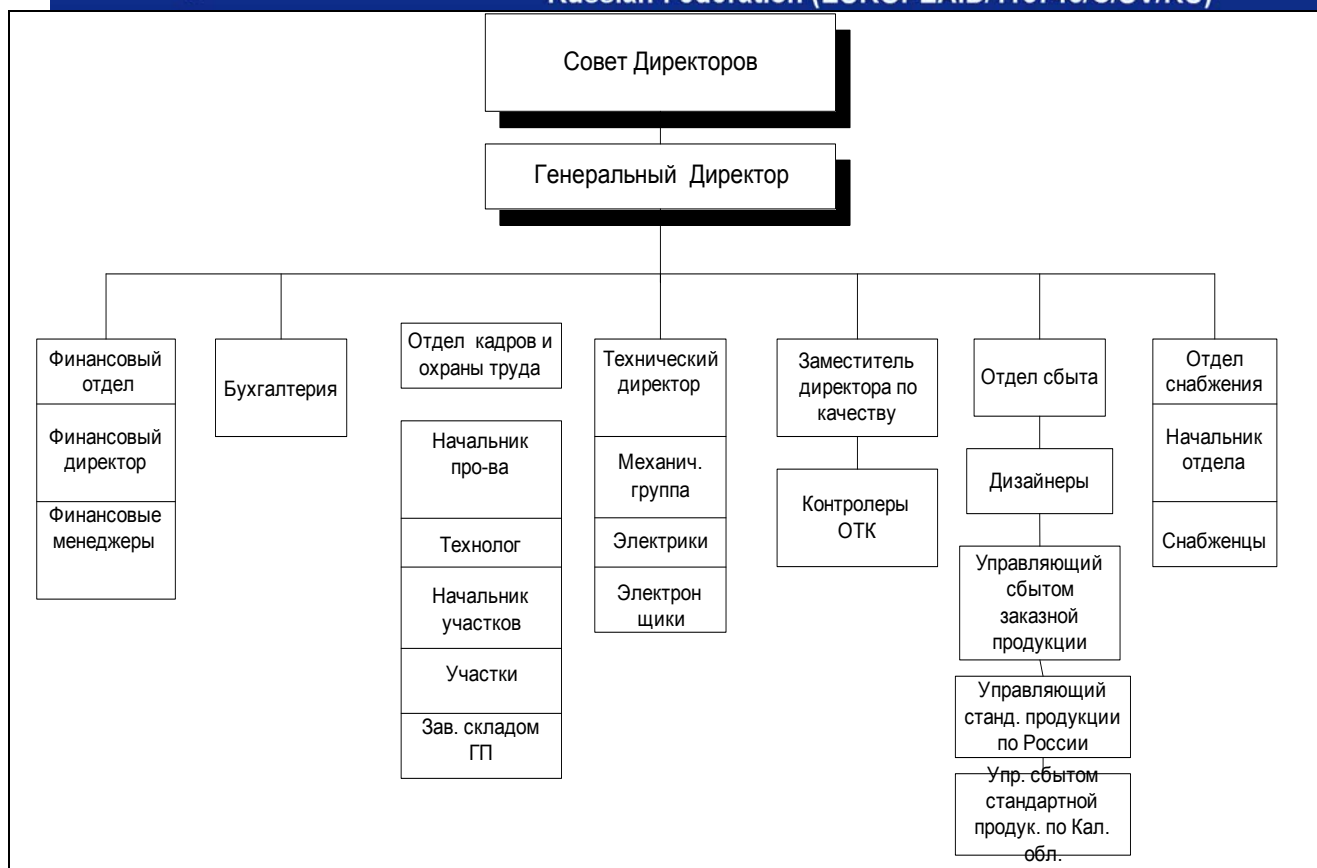 Совет Директоров
Генеральный Директор
Финансовый
отдел
Финансовый
директор
Финансовые
менеджеры
Бухгалтерия
Отдел кадров и
охраны труда
Начальник
про-ва
Технолог
Начальник
участков
Участки
Зав. складом
ГП
Технический
директор
Механич.
группа
Электрики
Электрон
щики
Заместитель
директора по
качеству
Контролеры
ОТК
Отдел сбыта
Дизайнеры
Управляющий
сбытом
заказной
продукции
Управляющий
станд. продукции
по России
Упр. сбытом
стандартной
продук. по Кал.
обл.
Отдел
снабжения
Начальник
отдела
Снабженцы